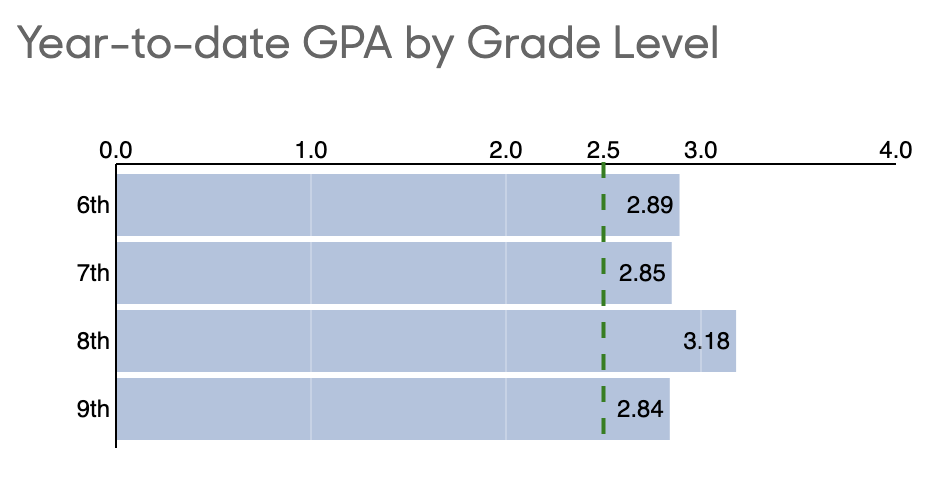 Year-to-date GPA by Grade Level
0.0 1.0 2.0 2.5 3.0 4.0
6th 2.89
7th 2.85
8th 3.18
9th 2.84